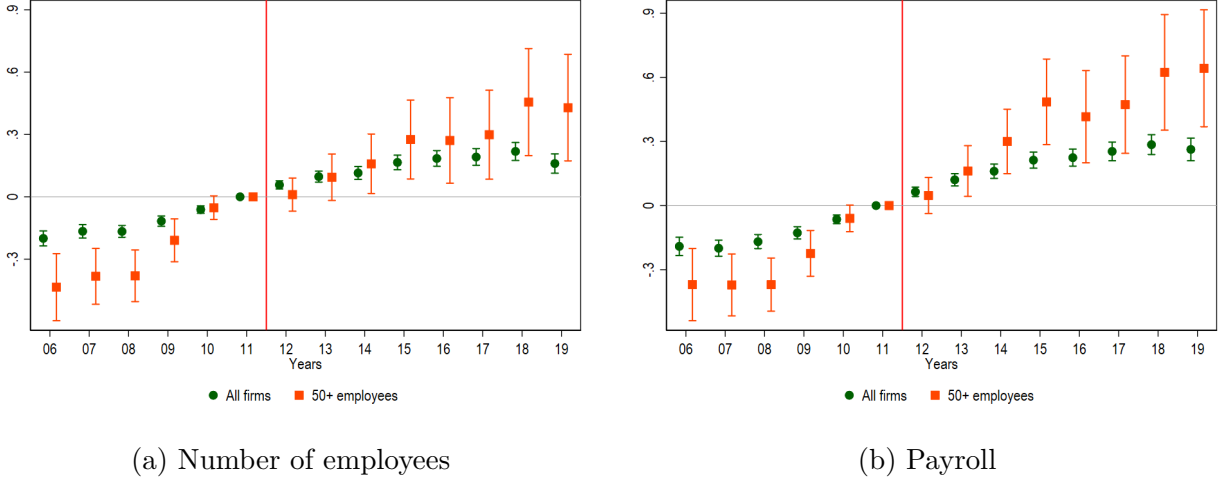 .9
.6
.3
0
-.3
06 07 08 09 10 11 12 13 14 15 16 17 18 19
Years
All firms 50+ employees
(a) Number of employees
.9
.6
.3
0
-.3
06 07 08 09 10 11 12 13 14 15 16 17 18 19
Years
All firms 50+ employees
(b) Payroll